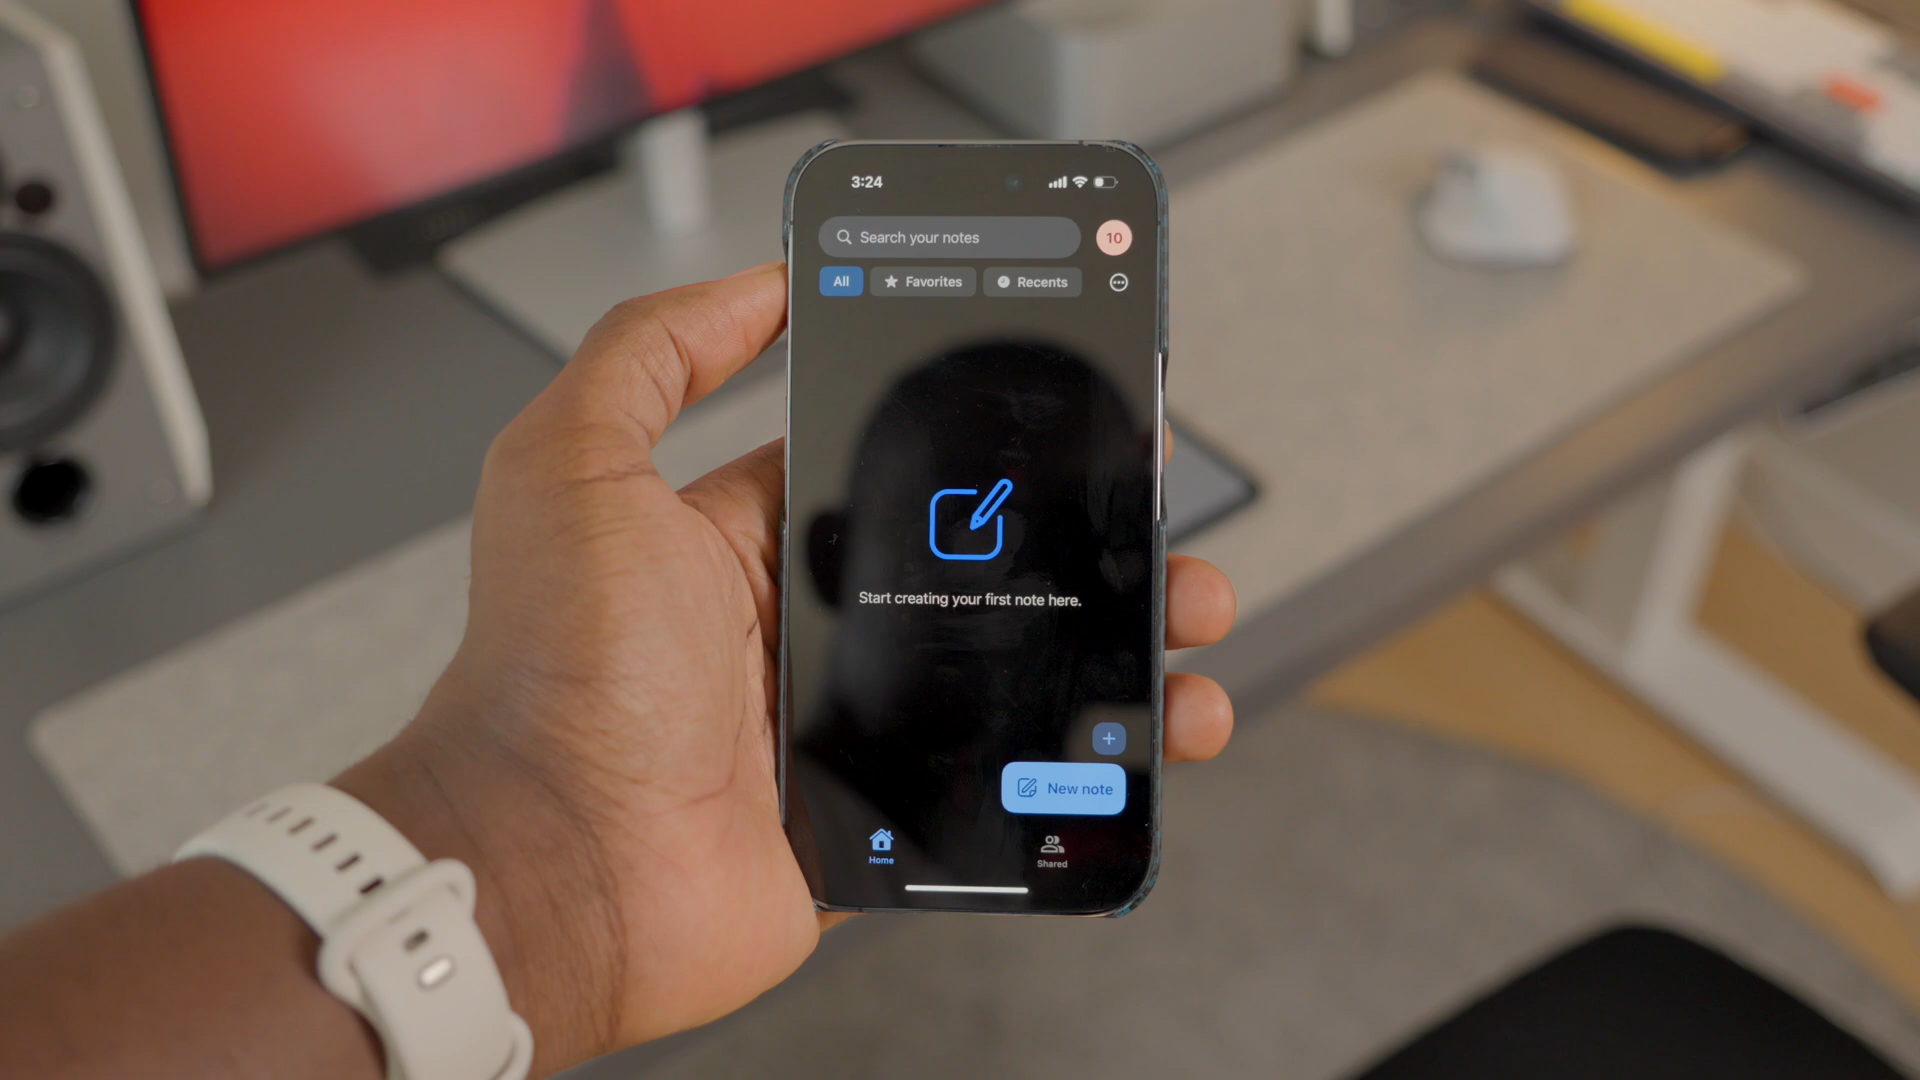 3:24
Search your notes
10
All
Favorites
Recents
Start creating your first note here.
+
New note
Home
Shared